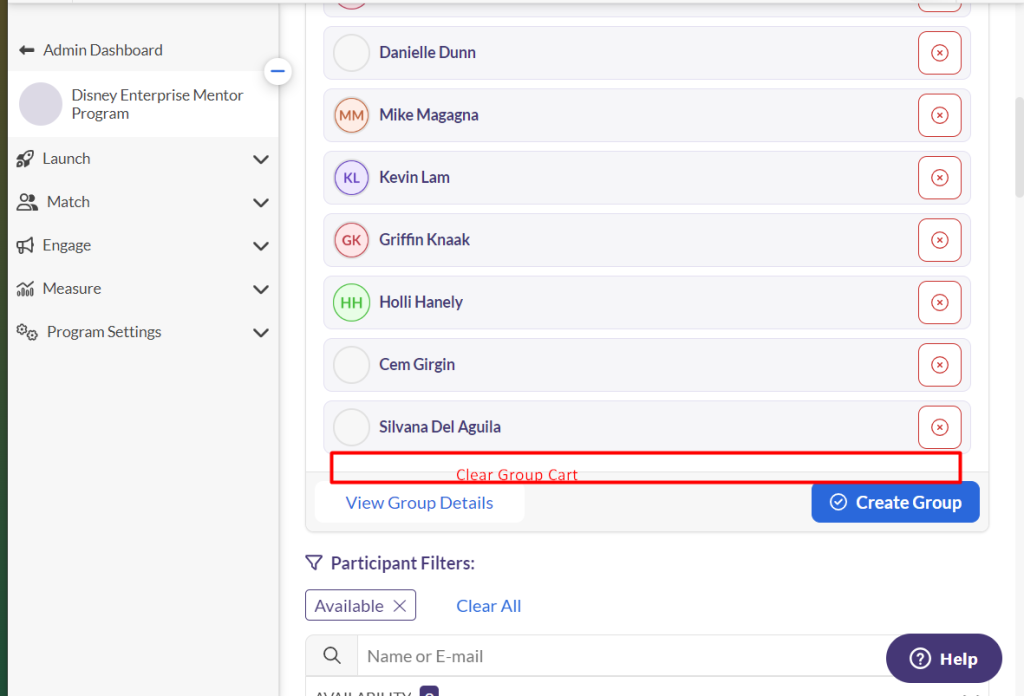 Admin Dashboard
Disney Enterprise Mentor
Program
Launch
Match
Engage
Measure
Program Settings
Danielle Dunn
MM Mike Magagna
KL Kevin Lam
GK Griffin Knaak
HH Holli Hanely
Cem Girgin
Silvana Del Aguila
Clear Group Cart
View Group Details
Create Group
Participant Filters:
Available
Clear All
Name or E-mail
Help
AVAILABILITY